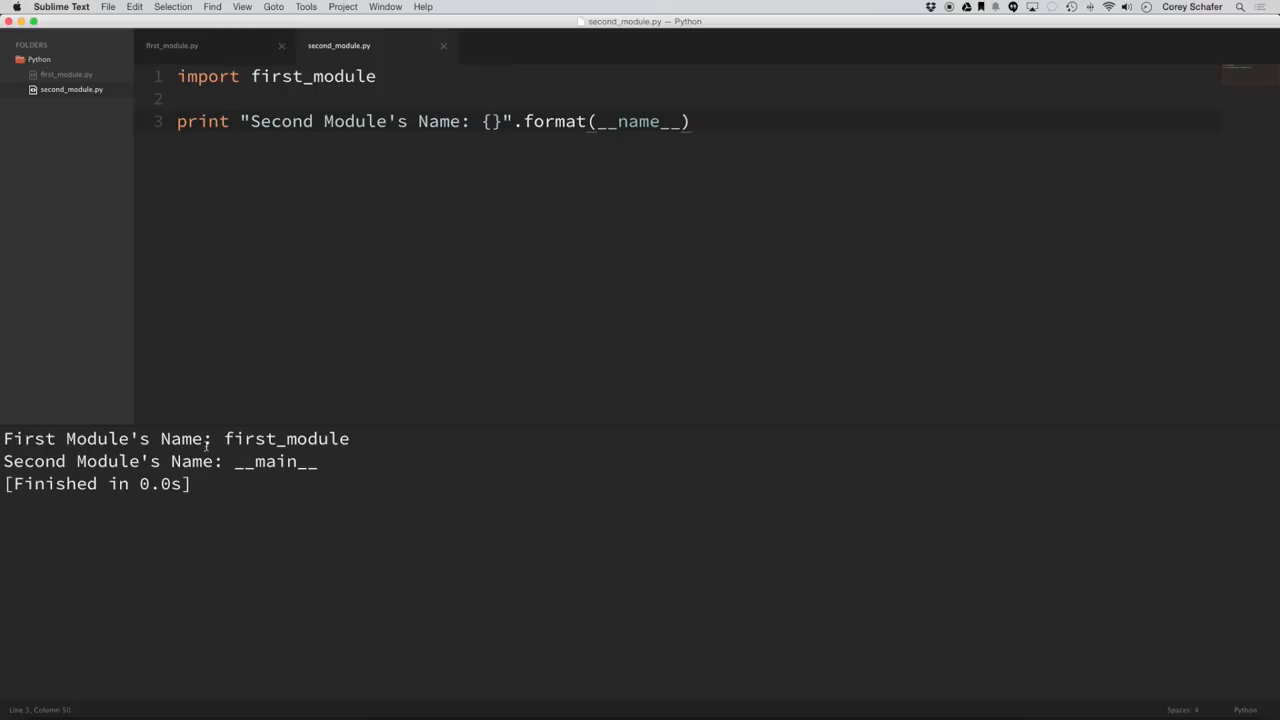 Sublime Text File Edit Selection Find View Goto Tools Project Window Help Corey Schafer
second_module.py — Python
FOLDERS
Python
first_module.py
second_module.py
first_module.py second_module.py
1 import first_module
2
3 print "Second Module's Name: {}".format(__name__)
First Module's Name: first_module
Second Module's Name: __main__
[Finished in 0.0s]
Line 3, Column 50 Spaces: 4 Python